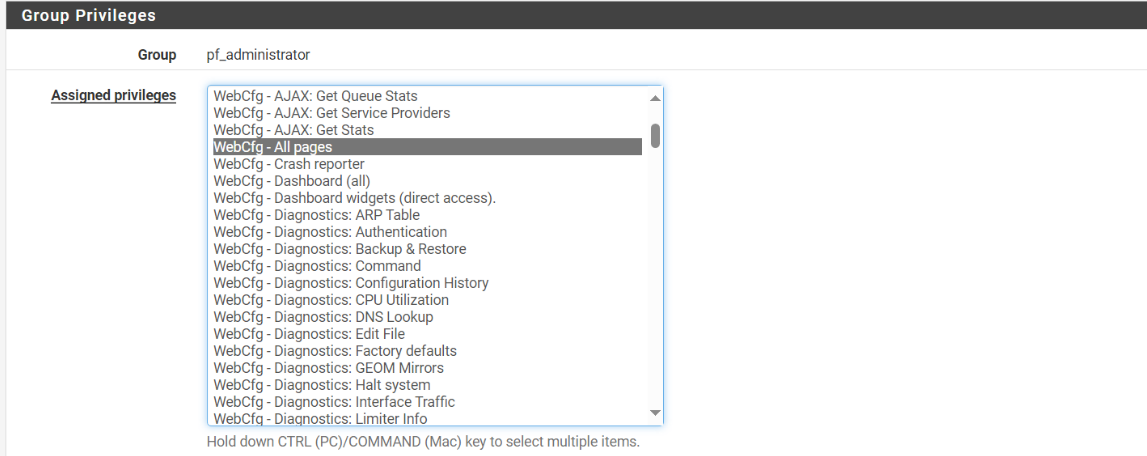 Group Privileges
Group pf_administrator
Assigned privileges
WebCfg - AJAX: Get Queue Stats
WebCfg - AJAX: Get Service Providers
WebCfg - AJAX: Get Stats
WebCfg - All pages
WebCfg - Crash reporter
WebCfg - Dashboard (all)
WebCfg - Dashboard widgets (direct access).
WebCfg - Diagnostics: ARP Table
WebCfg - Diagnostics: Authentication
WebCfg - Diagnostics: Backup & Restore
WebCfg - Diagnostics: Command
WebCfg - Diagnostics: Configuration History
WebCfg - Diagnostics: CPU Utilization
WebCfg - Diagnostics: DNS Lookup
WebCfg - Diagnostics: Edit File
WebCfg - Diagnostics: Factory defaults
WebCfg - Diagnostics: GEOM Mirrors
WebCfg - Diagnostics: Halt system
WebCfg - Diagnostics: Interface Traffic
WebCfg - Diagnostics: Limiter Info
Hold down CTRL (PC)/COMMAND (Mac) key to select multiple items.